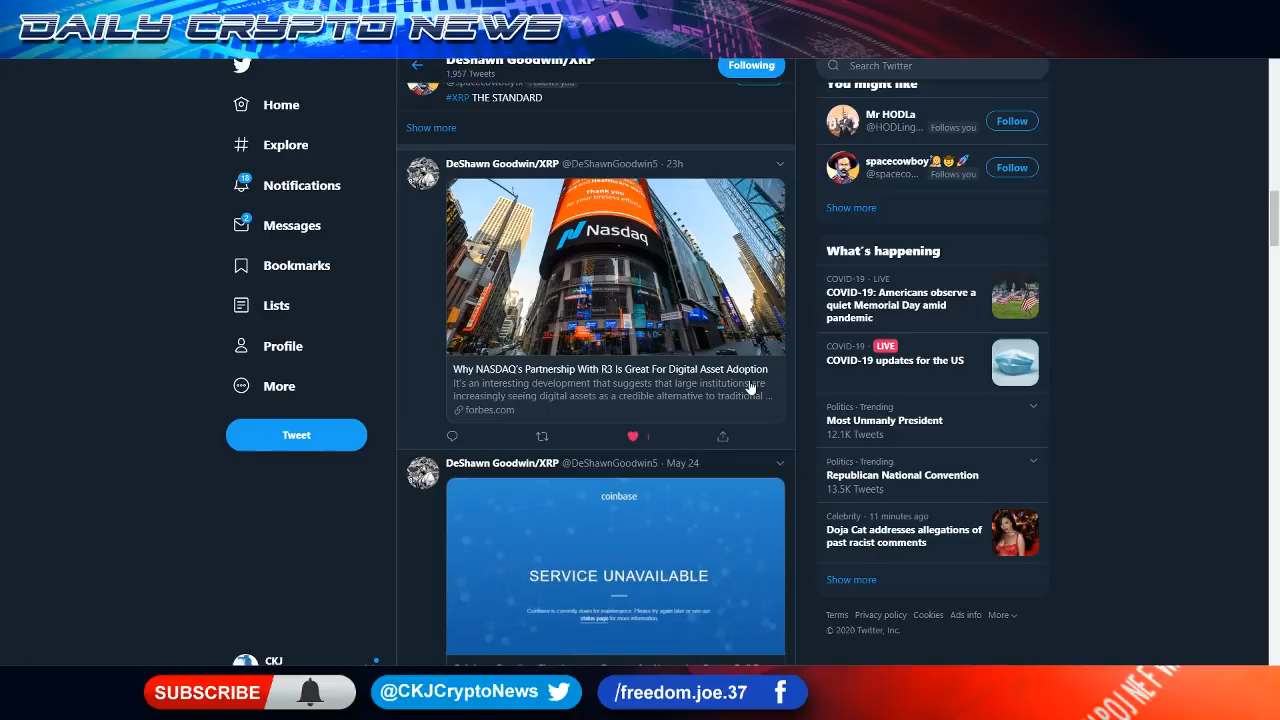 DAILY CRYPTO NEWS
DeShawn Goodwin/XRP
1,957 Tweets
Following
Search Twitter
@spacecowboytx Follows you
#XRP THE STANDARD
Show more
Home
Explore
18
Notifications
2
Messages
Bookmarks
Lists
Profile
More
Tweet
CKJ
DeShawn Goodwin/XRP @DeShawnGoodwin5 · 23h
Thank you
for your tireless efforts.
Nasdaq
Why NASDAQ's Partnership With R3 Is Great For Digital Asset Adoption
It's an interesting development that suggests that large institutions are
increasingly seeing digital assets as a credible alternative to traditional ...
forbes.com
1
DeShawn Goodwin/XRP @DeShawnGoodwin5 · May 24
coinbase
SERVICE UNAVAILABLE
Coinbase is currently down for maintenance. Please try again later or see our
status page for more information.
You might like
Mr HODLa
@HODLing... Follows you
Follow
spacecowboy
@spaceco... Follows you
Follow
Show more
What's happening
COVID-19 · LIVE
COVID-19: Americans observe a
quiet Memorial Day amid
pandemic
COVID-19 · LIVE
COVID-19 updates for the US
Politics · Trending
Most Unmanly President
12.1K Tweets
Politics · Trending
Republican National Convention
13.5K Tweets
Celebrity · 11 minutes ago
Doja Cat addresses allegations of
past racist comments
Show more
Terms Privacy policy Cookies Ads info More
© 2020 Twitter, Inc.
SUBSCRIBE
@CKJCryptoNews
/freedom.joe.37